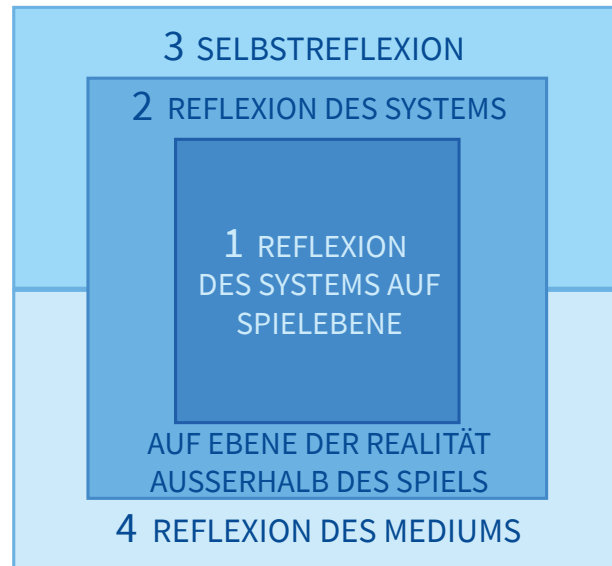 3 SELBSTREFLEXION
2 REFLEXION DES SYSTEMS
1 REFLEXION
DES SYSTEMS AUF
SPIELEBENE
AUF EBENE DER REALITÄT
AUSSERHALB DES SPIELS
4 REFLEXION DES MEDIUMS